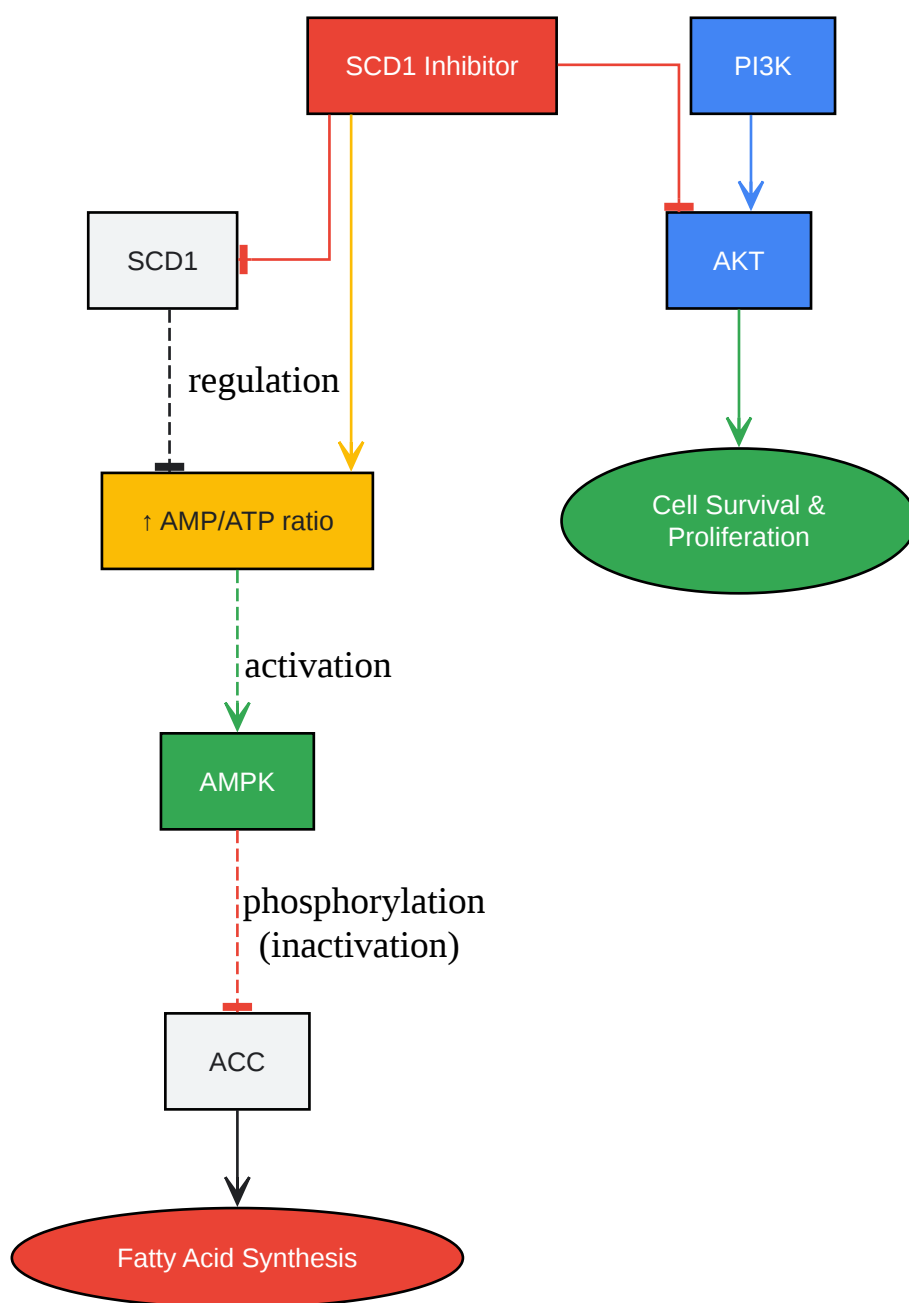 SCD1 Inhibitor
PI3K
SCD1
AKT
regulation
↑ AMP/ATP ratio
Cell Survival &
Proliferation
activation
AMPK
phosphorylation
(inactivation)
ACC
Fatty Acid Synthesis